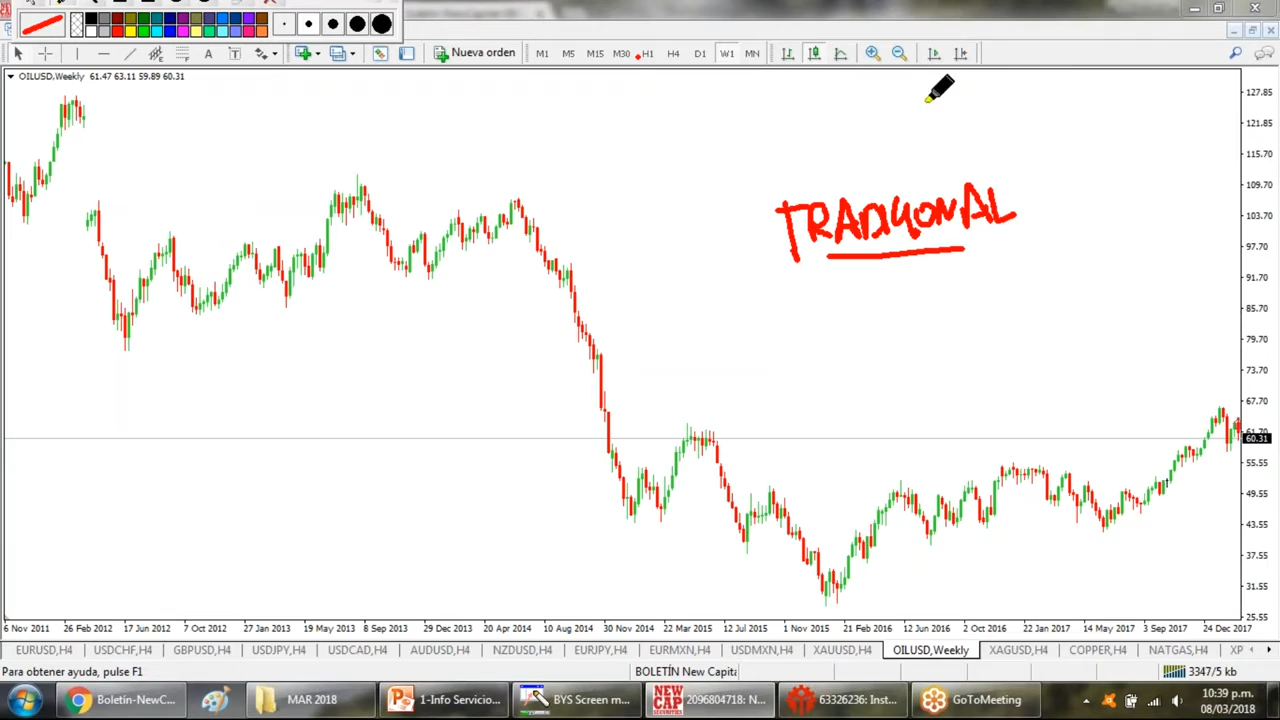 Nueva orden
M1 M5 M15 M30 H1 H4 D1 W1 MN
OILUSD,Weekly 61.47 63.11 59.89 60.31
127.85
121.85
115.70
109.70
103.70
97.70
91.70
85.70
79.70
73.70
67.70
61.70
60.31
55.55
49.55
43.55
37.55
31.55
25.55
TRADICIONAL
6 Nov 2011 26 Feb 2012 17 Jun 2012 7 Oct 2012 27 Jan 2013 19 May 2013 8 Sep 2013 29 Dec 2013 20 Apr 2014 10 Aug 2014 30 Nov 2014 22 Mar 2015 12 Jul 2015 1 Nov 2015 21 Feb 2016 12 Jun 2016 2 Oct 2016 22 Jan 2017 14 May 2017 3 Sep 2017 24 Dec 2017
EURUSD,H4 USDCHF,H4 GBPUSD,H4 USDJPY,H4 USDCAD,H4 AUDUSD,H4 NZDUSD,H4 EURJPY,H4 EURMXN,H4 USDMXN,H4 XAUUSD,H4 OILUSD,Weekly XAGUSD,H4 COPPER,H4 NATGAS,H4 XP
Para obtener ayuda, pulse F1 BOLETÍN New Capita 3347/5 kb
Boletín-NewC... MAR 2018 1-Info Servicio... BYS Screen m... NEW CAP SECURITIES 2096804718: N... 63326236: Inst... GoToMeeting 10:39 p.m.
08/03/2018